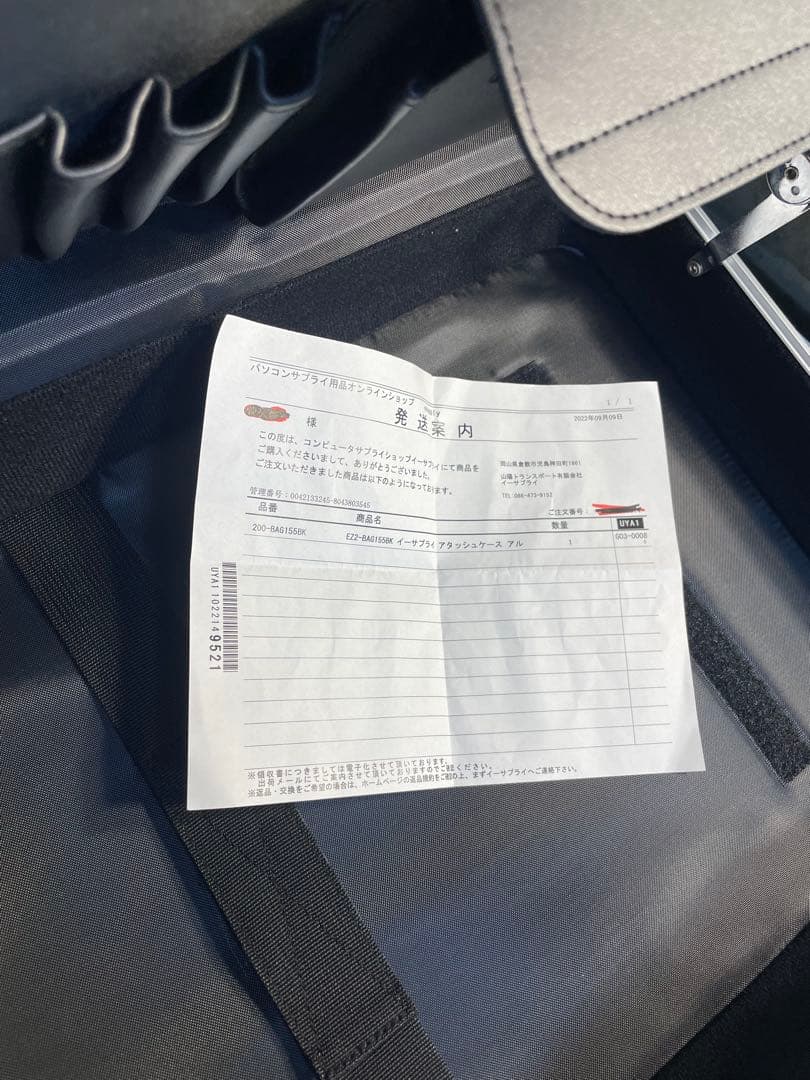 パソコンサプライ用品オンラインショップ
1 / 1
発送案内
2022年09月09日
様
この度は、コンピュータサプライショップイーサプライにて商品を
ご購入くださいまして、ありがとうございました。
ご注文いただきました商品は以下のようになっております。
岡山県倉敷市児島神田町1861
山陽トランスポート有限会社
イーサプライ
TEL:086-473-9152
管理番号:0042133245-8043803545
ご注文番号:
品番 商品名 数量 UYA1
200-BAG155BK EZ2-BAG155BK イーサプライ アタッシュケース アル 1 G03-0008
UYA11022149521
※領収書につきましては電子化させて頂いております。
出荷メールにてご案内させて頂いておりますのでご確認ください。
※返品・交換をご希望の場合は、ホームページの返品規約をご確認の上、まずイーサプライへご連絡下さい。